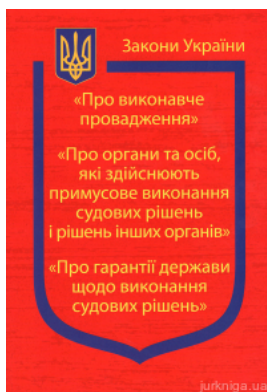 Закони України
«Про виконавче
провадження»
«Про органи та осіб,
які здійснюють
примусове виконання
судових рішень
і рішень інших органів»
«Про гарантії держави
щодо виконання
судових рішень»
jurkniga.ua